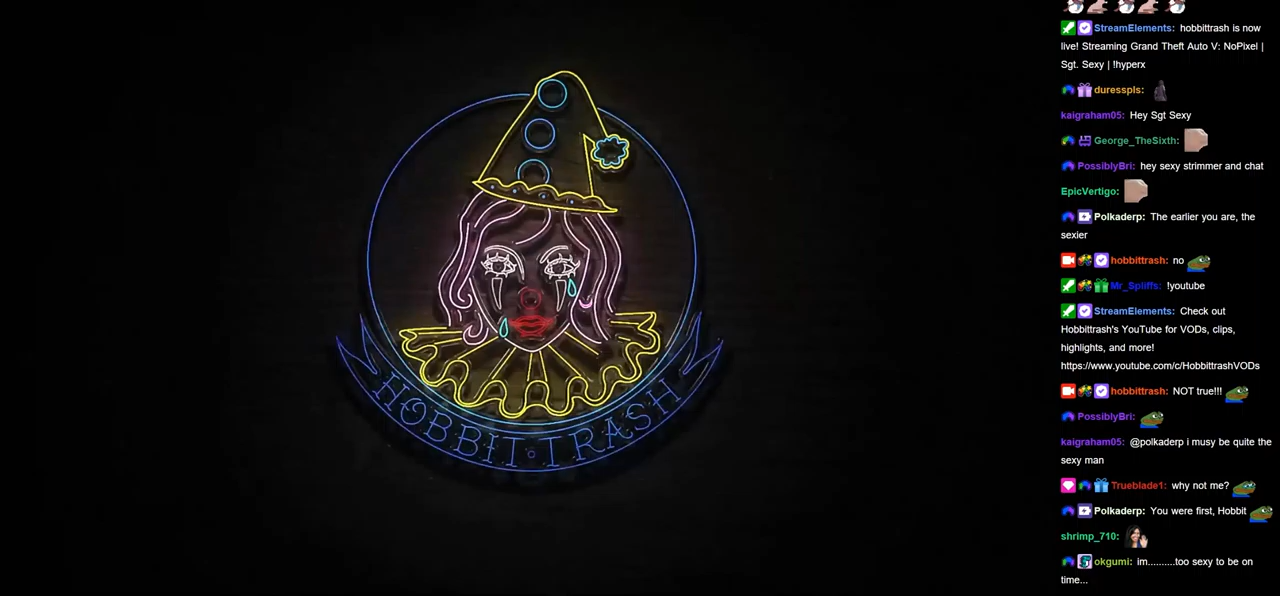 HOBBIT TRASH
StreamElements: hobbittrash is now
live! Streaming Grand Theft Auto V: NoPixel |
Sgt. Sexy | !hyperx
duresspls:
kaigraham05: Hey Sgt Sexy
George_TheSixth:
PossiblyBri: hey sexy strimmer and chat
EpicVertigo:
Polkaderp: The earlier you are, the
sexier
hobbittrash: no
Mr_Spliffs: !youtube
StreamElements: Check out
Hobbittrash's YouTube for VODs, clips,
highlights, and more!
https://www.youtube.com/c/HobbittrashVODs
hobbittrash: NOT true!!!
PossiblyBri:
kaigraham05: @polkaderp i musy be quite the
sexy man
Trueblade1: why not me?
Polkaderp: You were first, Hobbit
shrimp_710:
okgumi: im..........too sexy to be on
time...